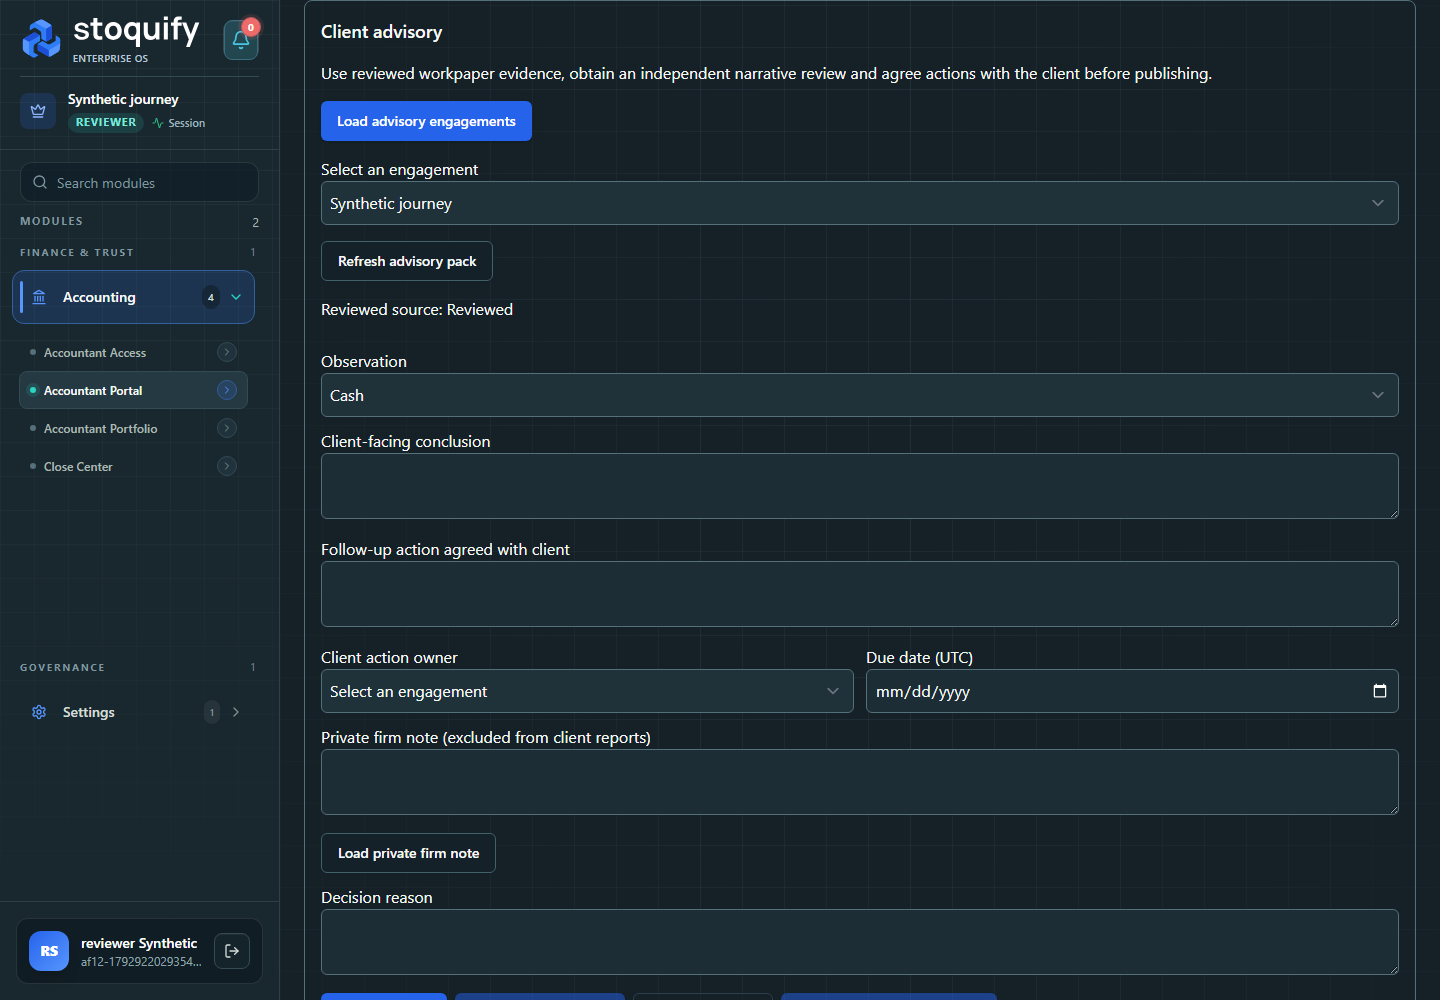 stoquify
ENTERPRISE OS
0
Synthetic journey
REVIEWER
Session
Search modules
MODULES
2
FINANCE & TRUST
1
Accounting
4
Accountant Access
Accountant Portal
Accountant Portfolio
Close Center
GOVERNANCE
1
Settings
1
RS
reviewer Synthetic
af12-1792922029354...
Client advisory
Use reviewed workpaper evidence, obtain an independent narrative review and agree actions with the client before publishing.
Load advisory engagements
Select an engagement
Synthetic journey
Refresh advisory pack
Reviewed source: Reviewed
Observation
Cash
Client-facing conclusion
Follow-up action agreed with client
Client action owner
Select an engagement
Due date (UTC)
mm/dd/yyyy
Private firm note (excluded from client reports)
Load private firm note
Decision reason